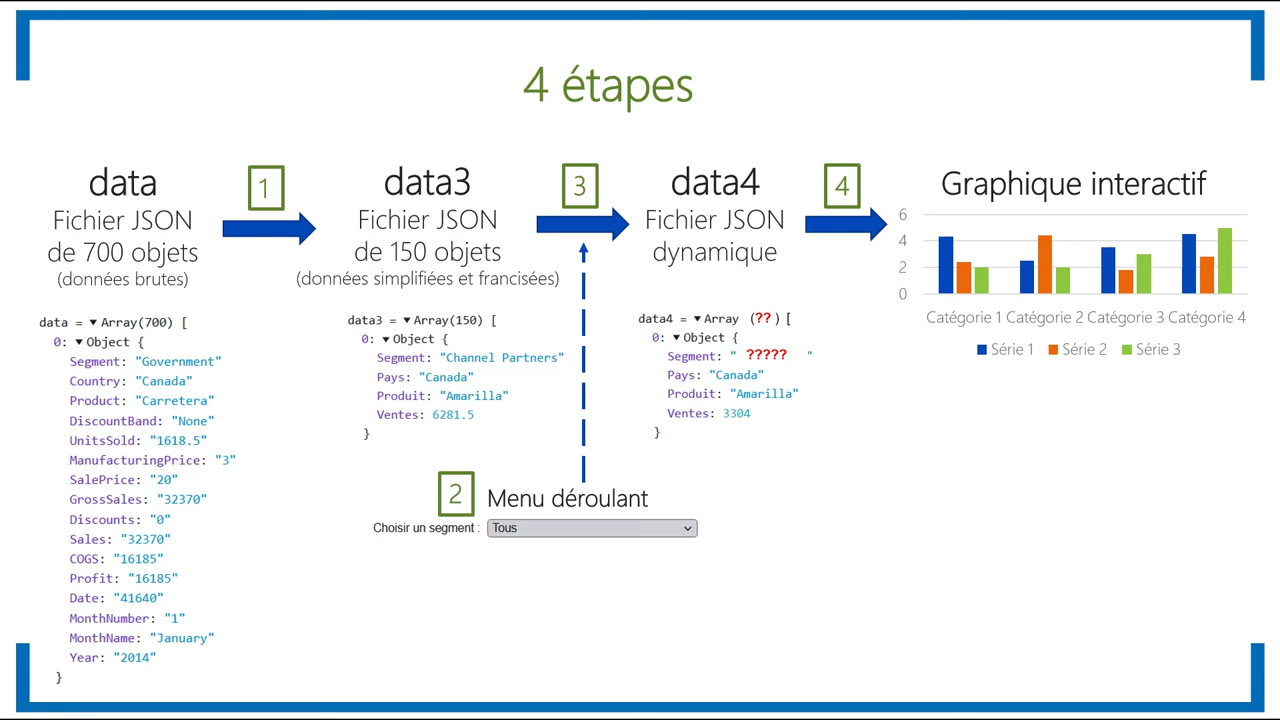 4 étapes
data
Fichier JSON
de 700 objets
(données brutes)
data = ▼ Array(700) [
0: ▼ Object {
Segment: "Government"
Country: "Canada"
Product: "Carretera"
DiscountBand: "None"
UnitsSold: "1618.5"
ManufacturingPrice: "3"
SalePrice: "20"
GrossSales: "32370"
Discounts: "0"
Sales: "32370"
COGS: "16185"
Profit: "16185"
Date: "41640"
MonthNumber: "1"
MonthName: "January"
Year: "2014"
}
1
data3
Fichier JSON
de 150 objets
(données simplifiées et francisées)
data3 = ▼ Array(150) [
0: ▼ Object {
Segment: "Channel Partners"
Pays: "Canada"
Produit: "Amarilla"
Ventes: 6281.5
}
2 Menu déroulant
Choisir un segment : Tous
3
data4
Fichier JSON
dynamique
data4 = ▼ Array (??) [
0: ▼ Object {
Segment: " ????? "
Pays: "Canada"
Produit: "Amarilla"
Ventes: 3304
}
4
Graphique interactif
6
4
2
0
Catégorie 1 Catégorie 2 Catégorie 3 Catégorie 4
Série 1 Série 2 Série 3